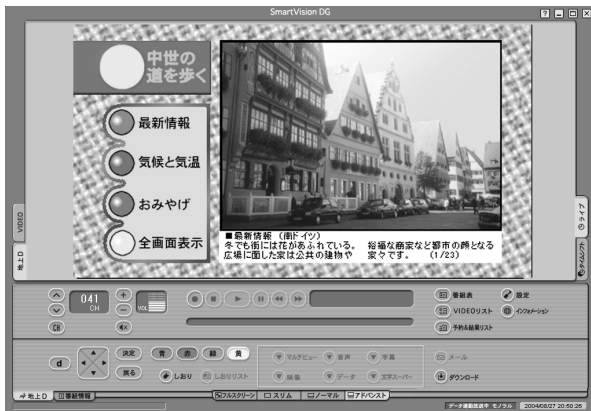 SmartVision DG
中世の
道を歩く
最新情報
気候と気温
おみやげ
全画面表示
■最新情報 (南ドイツ)
冬でも街には花があふれている。 裕福な商家など都市の顔となる
広場に面した家は公共の建物や 家々です。 (1/23)
VIDEO
地上D
ライブ
タイムシフト
041
CH
VOL
CH
番組表
設定
VIDEOリスト
インフォメーション
予約&結果リスト
d
決定
戻る
青
赤
緑
黄
しおり
しおりリスト
マルチビュー
音声
字幕
映像
データ
文字スーパー
メール
ダウンロード
地上D
番組情報
フルスクリーン
スリム
ノーマル
アドバンスト
データ連動放送中 モノラル
2004/08/27 20:50:26